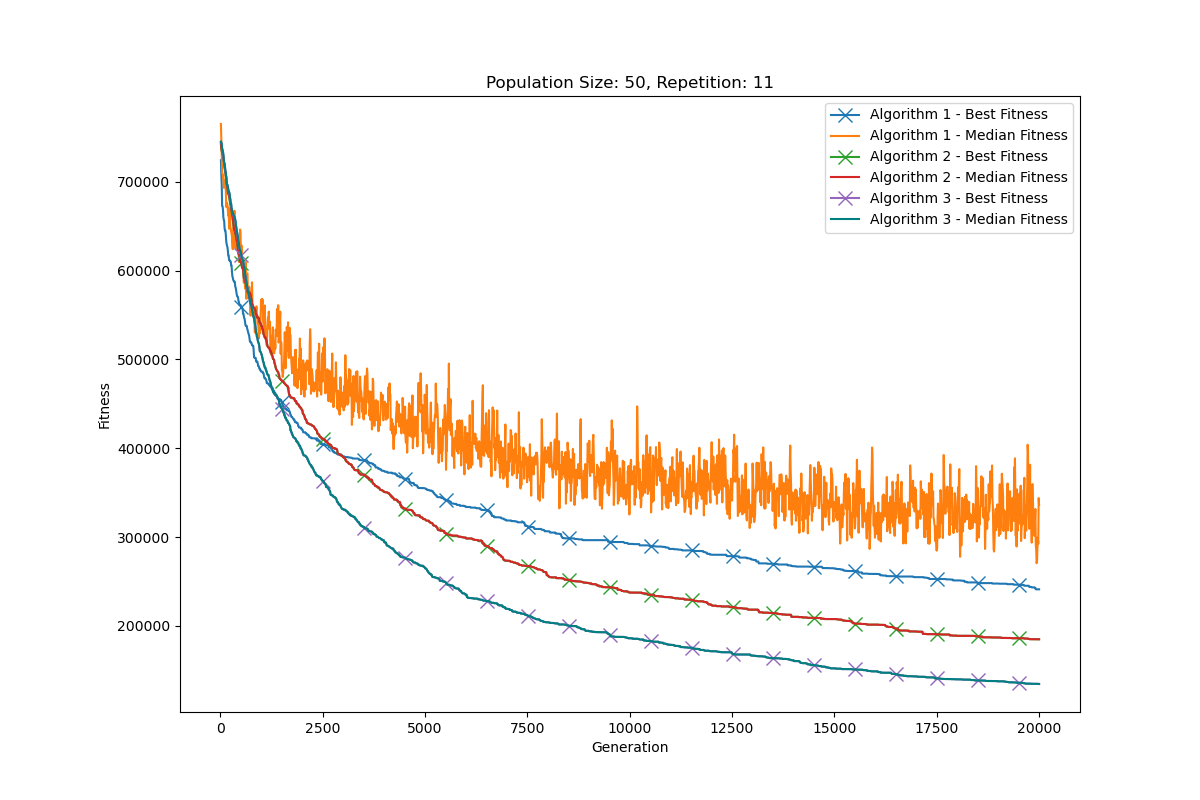 Population Size: 50, Repetition: 11
Algorithm 1 - Best Fitness
Algorithm 1 - Median Fitness
Algorithm 2 - Best Fitness
Algorithm 2 - Median Fitness
Algorithm 3 - Best Fitness
Algorithm 3 - Median Fitness
700000
600000
500000
400000
300000
200000
Fitness
0
2500
5000
7500
10000
12500
15000
17500
20000
Generation